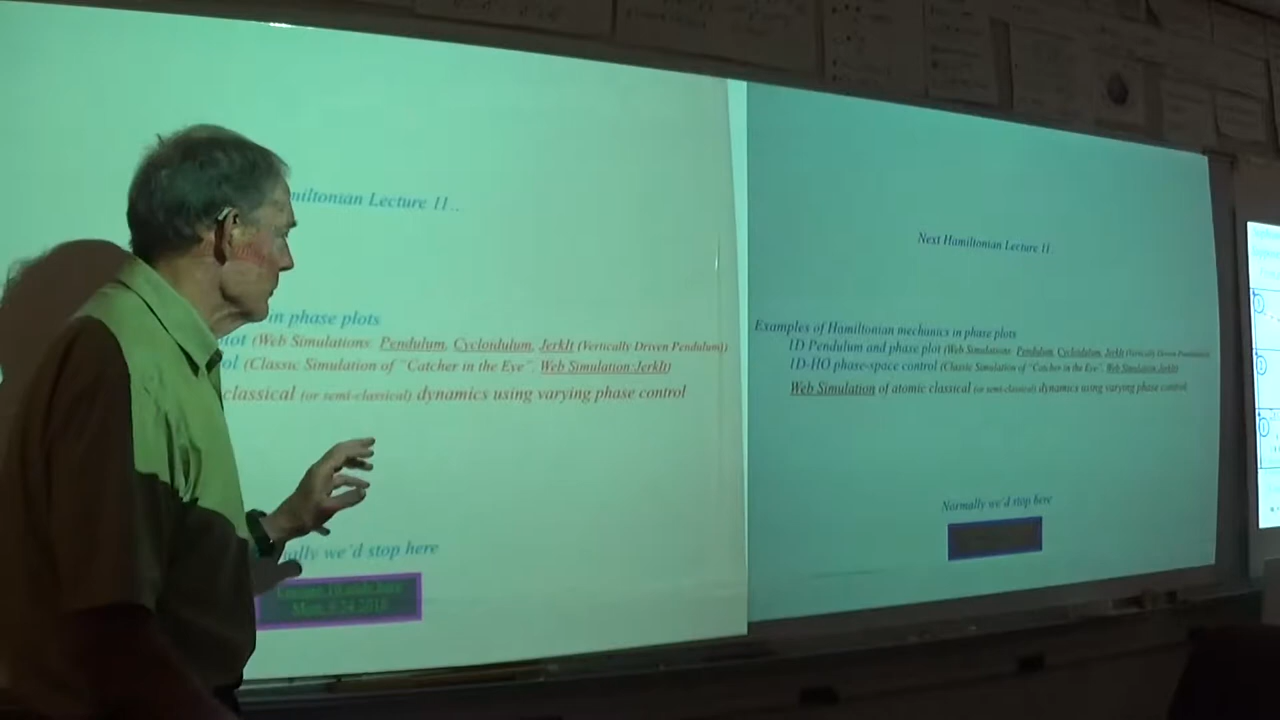 miltonian Lecture 11..
in phase plots
lot (Web Simulations: Pendulum, Cycloidulum, JerkIt (Vertically Driven Pendulum))
ol (Classic Simulation of "Catcher in the Eye", Web Simulation:JerkIt)
classical (or semi-classical) dynamics using varying phase control
ally we'd stop here
Next Hamiltonian Lecture 11..
Examples of Hamiltonian mechanics in phase plots
1D Pendulum and phase plot (Web Simulations: Pendulum, Cycloidulum, JerkIt (Vertically Driven Pendulum))
1D-HO phase-space control (Classic Simulation of "Catcher in the Eye", Web Simulation:JerkIt)
Web Simulation of atomic classical (or semi-classical) dynamics using varying phase control
Normally we'd stop here